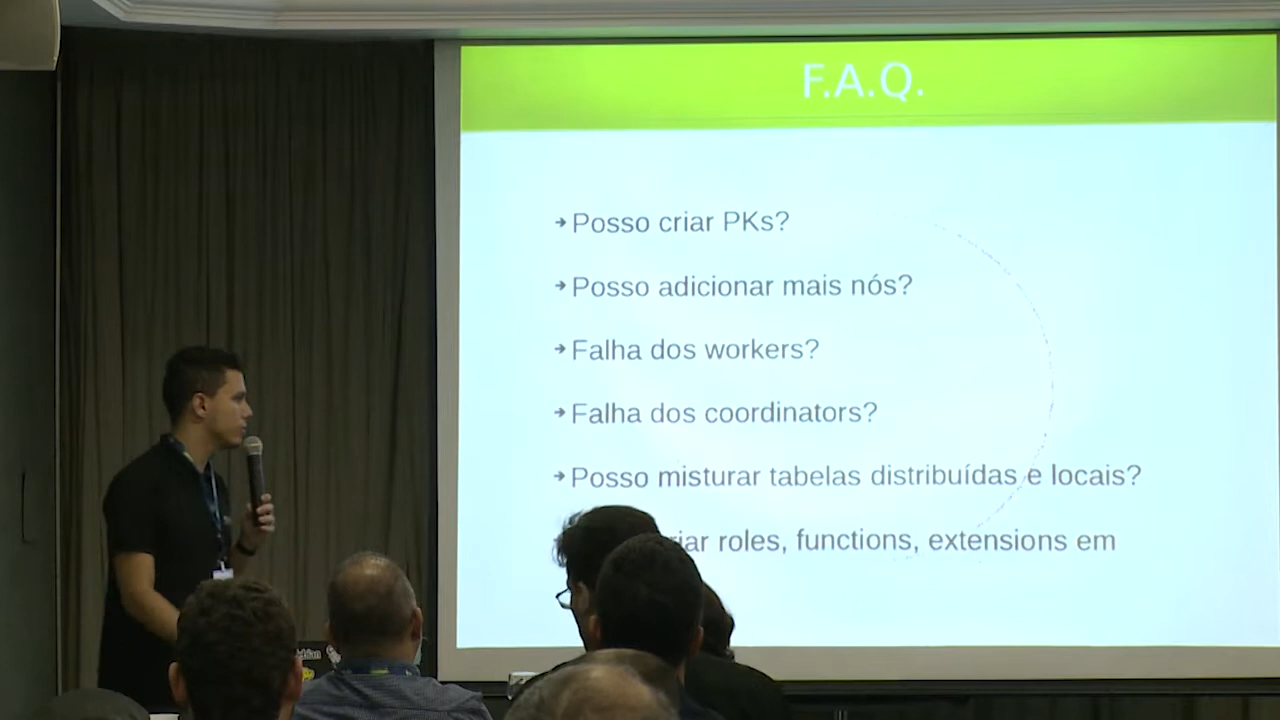 F.A.Q.
Posso criar PKs?
Posso adicionar mais nós?
Falha dos workers?
Falha dos coordinators?
Posso misturar tabelas distribuídas e locais?
roles, functions, extensions em